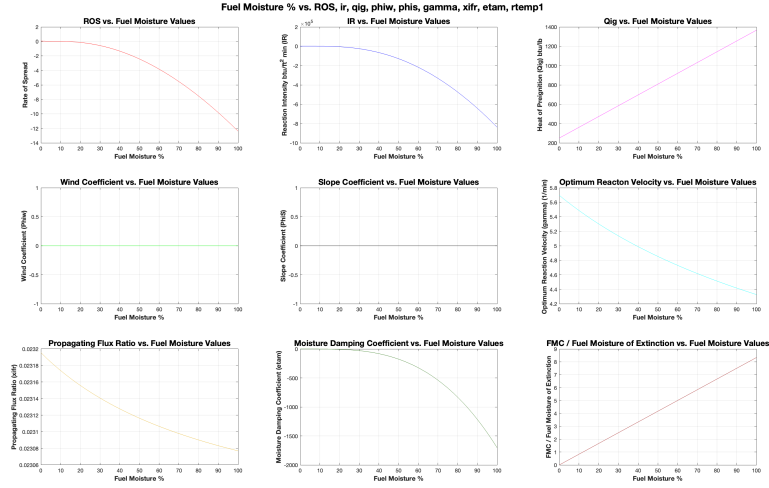 Fuel Moisture % vs. ROS, ir, qig, phiw, phis, gamma, xifr, etam, rtemp1
ROS vs. Fuel Moisture Values
Rate of Spread
2
0
-2
-4
-6
-8
-10
-12
-14
0 10 20 30 40 50 60 70 80 90 100
Fuel Moisture %
IR vs. Fuel Moisture Values
Reaction Intensity btu/ft² min (IR)
2
0
-2
-4
-6
-8
-10
0 10 20 30 40 50 60 70 80 90 100
Fuel Moisture %
Qig vs. Fuel Moisture Values
Heat of Preignition (Qig) btu/lb
1400
1200
1000
800
600
400
200
0 10 20 30 40 50 60 70 80 90 100
Fuel Moisture %
Wind Coefficient vs. Fuel Moisture Values
Wind Coefficient (Phiw)
1
0.5
0
-0.5
-1
0 10 20 30 40 50 60 70 80 90 100
Fuel Moisture %
Slope Coefficient vs. Fuel Moisture Values
Slope Coefficient (PhiS)
1
0.5
0
-0.5
-1
0 10 20 30 40 50 60 70 80 90 100
Fuel Moisture %
Optimum Reacton Velocity vs. Fuel Moisture Values
Optimum Reaction Velocity (gamma) (1/min)
5.8
5.6
5.4
5.2
5
4.8
4.6
4.4
4.2
0 10 20 30 40 50 60 70 80 90 100
Fuel Moisture %
Propagating Flux Ratio vs. Fuel Moisture Values
Propagating Flux Ratio (xifr)
0.0232
0.02318
0.02316
0.02314
0.02312
0.0231
0.02308
0.02306
0 10 20 30 40 50 60 70 80 90 100
Fuel Moisture %
Moisture Damping Coefficient vs. Fuel Moisture Values
Moisture Damping Coefficient (etam)
0
-500
-1000
-1500
-2000
0 10 20 30 40 50 60 70 80 90 100
Fuel Moisture %
FMC / Fuel Moisture of Extinction vs. Fuel Moisture Values
FMC / Fuel Moisture of Extinction
9
8
7
6
5
4
3
2
1
0
0 10 20 30 40 50 60 70 80 90 100
Fuel Moisture %